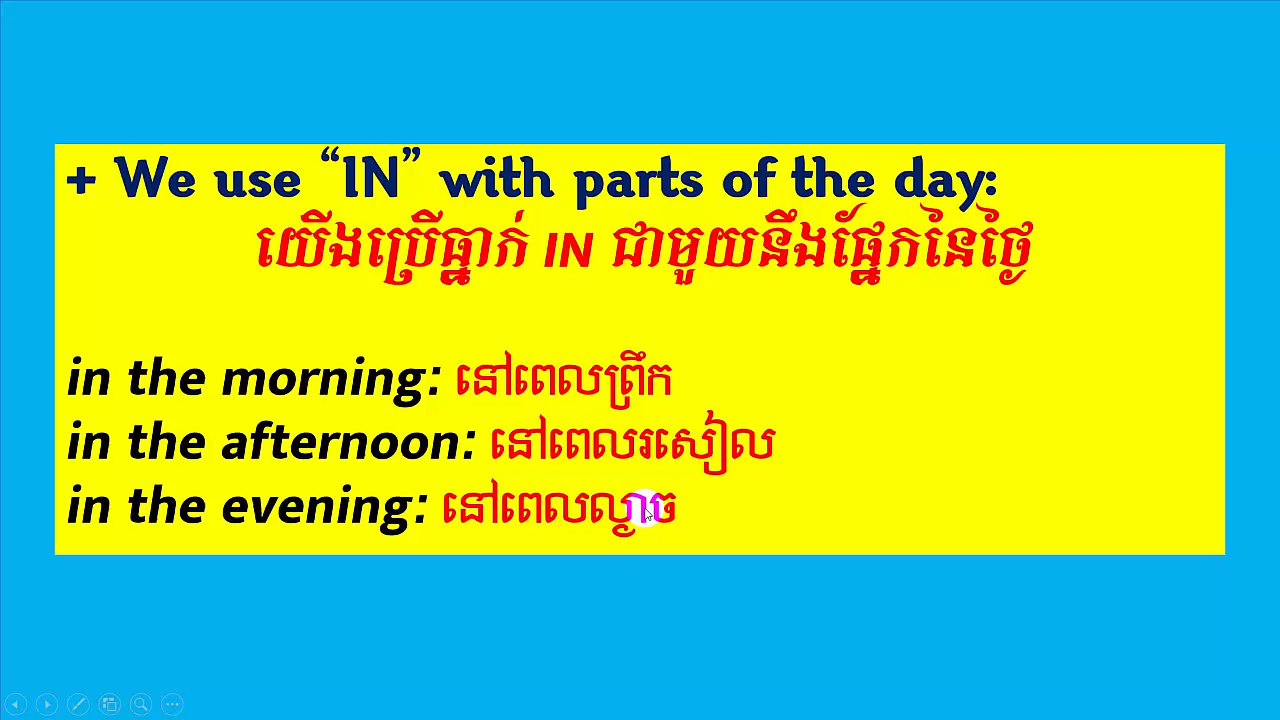 + We use “IN” with parts of the day:
យើងប្រើធ្នាក់ IN ជាមួយនឹងផ្នែកនៃថ្ងៃ
in the morning: នៅពេលព្រឹក
in the afternoon: នៅពេលរសៀល
in the evening: នៅពេលល្ងាច